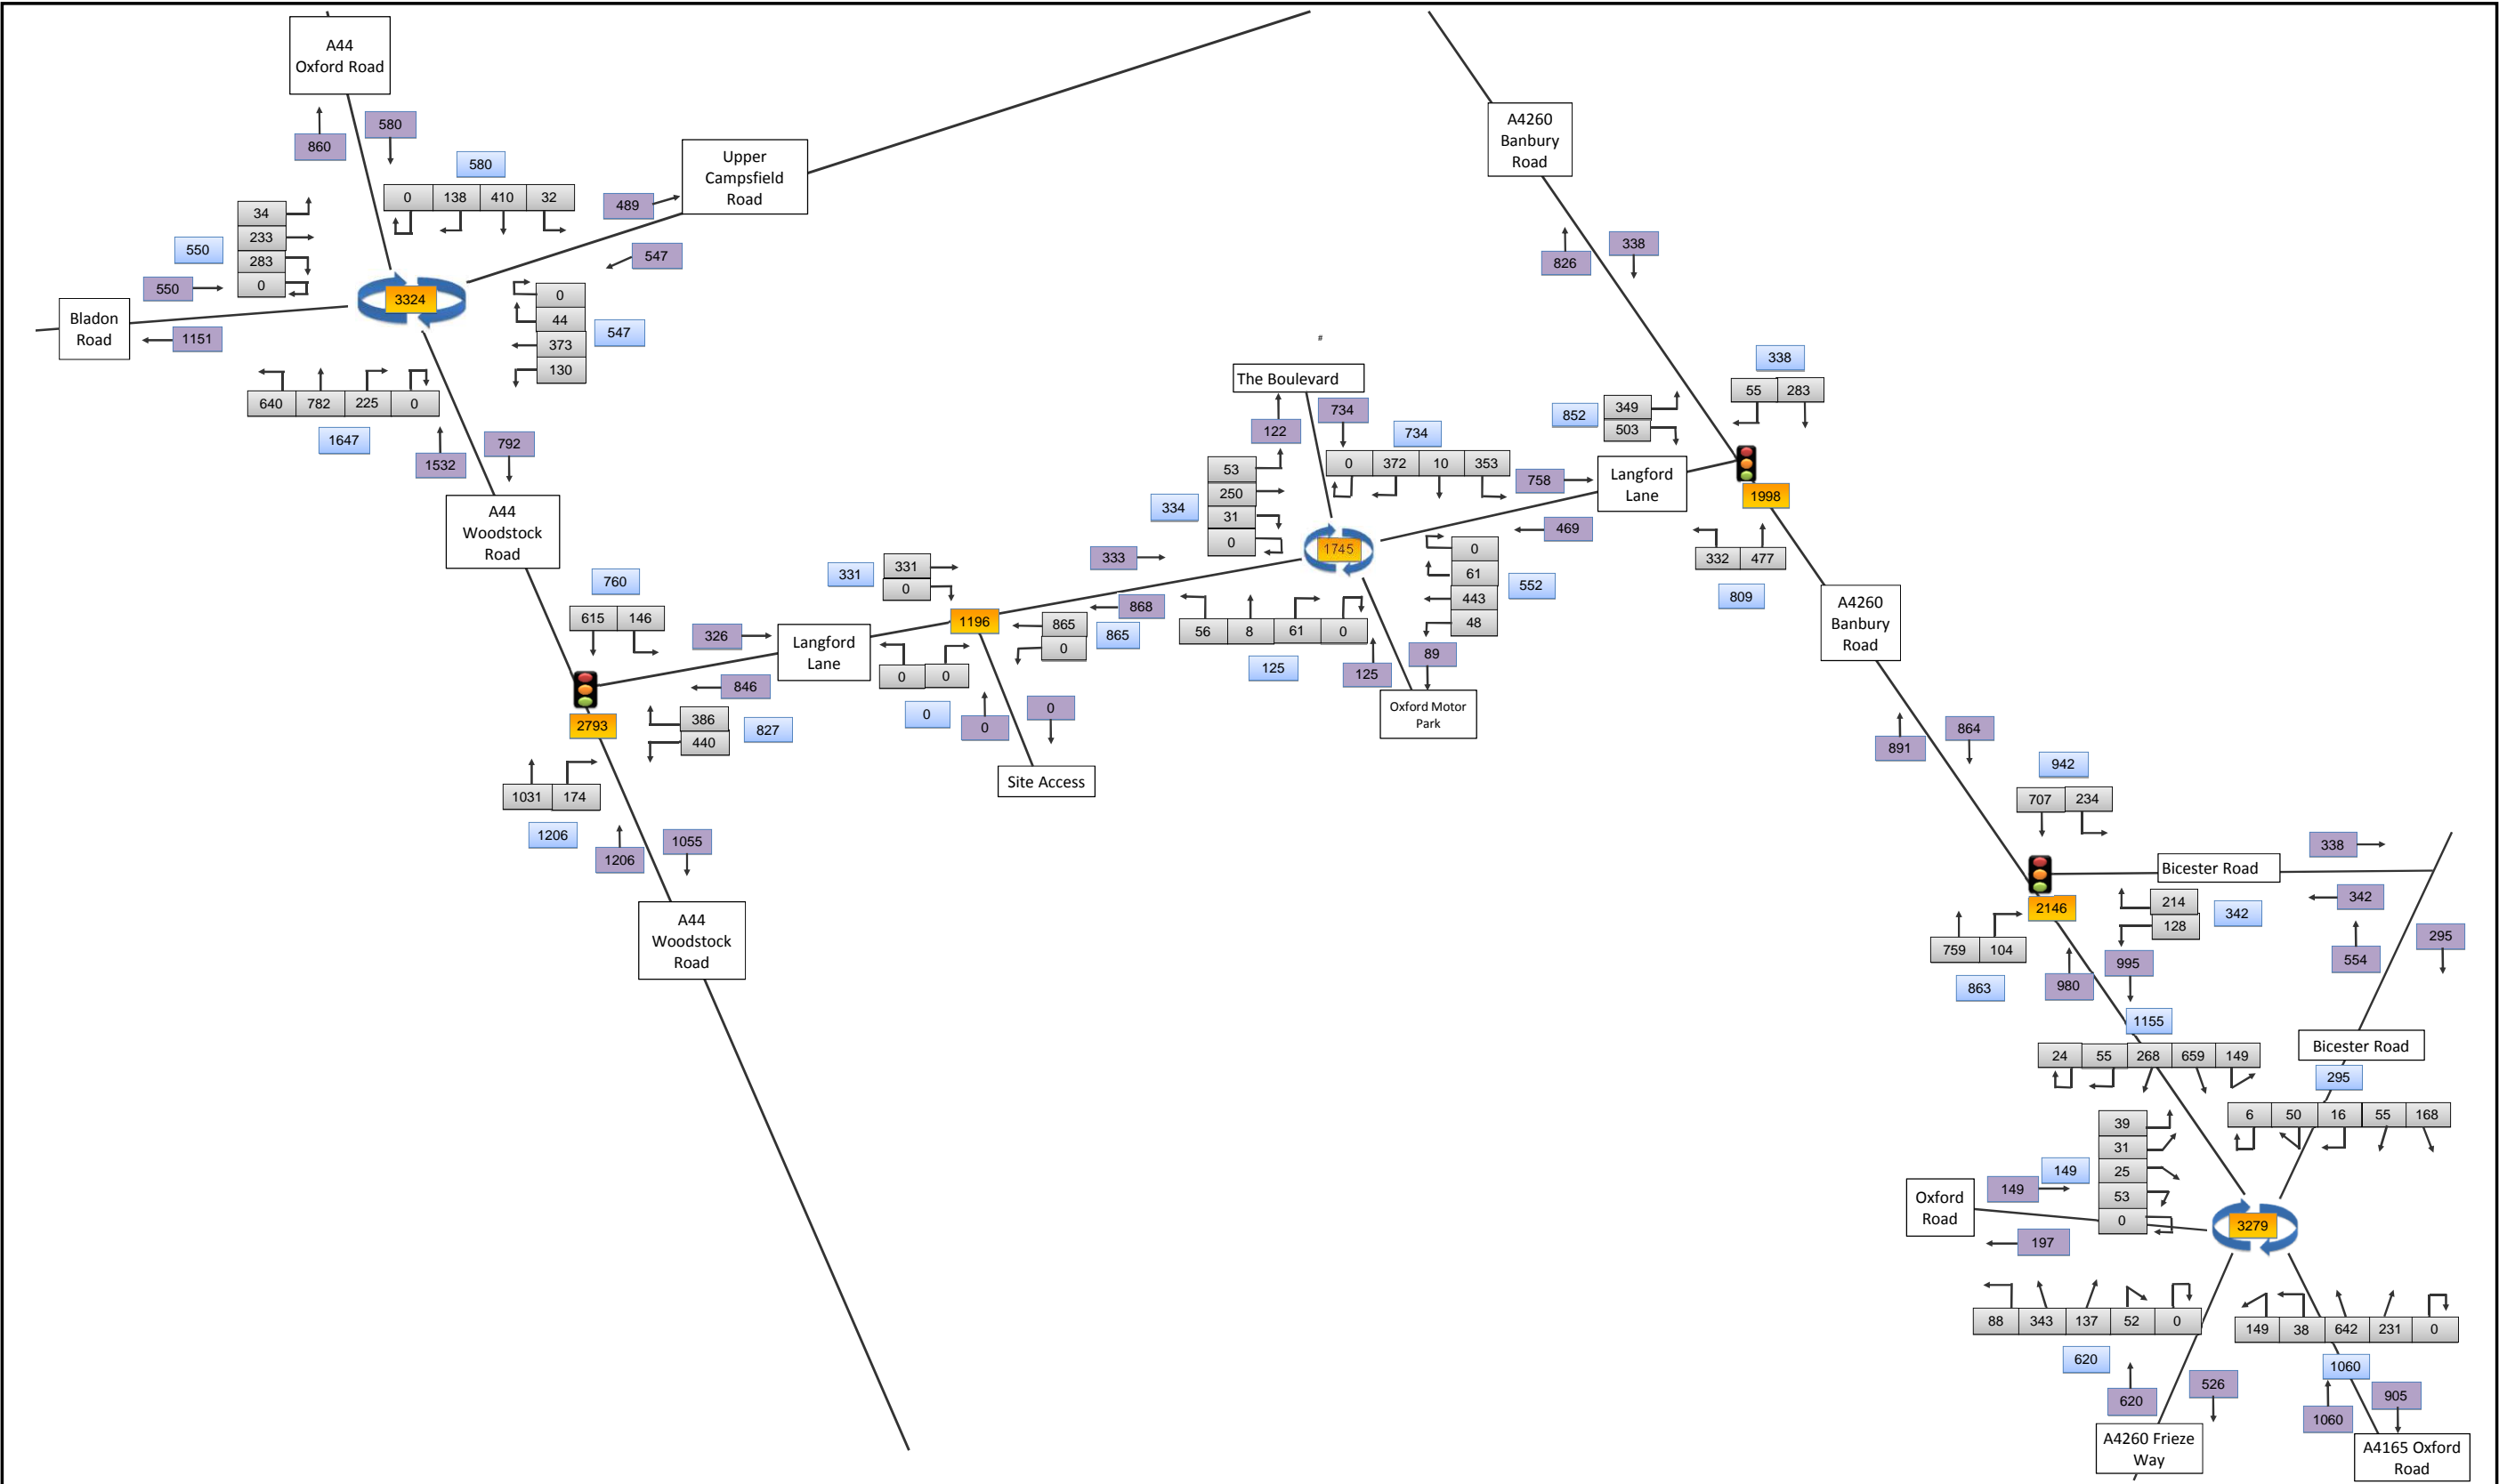 A44
Oxford Road
580
860
580
0 138 410 32
Upper
Campsfield
Road
489
547
34
233
283
0
550
550
3324
Bladon
Road
1151
0
44
373
130
547
640 782 225 0
1647
1532
792
A44
Woodstock
Road
760
615 146
326
Langford
Lane
846
2793
386
440
827
1031 174
1206
1206
1055
A44
Woodstock
Road
331
331
0
1196
333
868
865
0
865
0 0
0
0
0
Site Access
#
The Boulevard
122
734
734
0 372 10 353
53
250
31
0
334
1745
758
469
0
61
443
48
552
56 8 61 0
125
125
89
Oxford Motor
Park
A4260
Banbury
Road
826
338
338
55 283
852
349
503
Langford
Lane
1998
332 477
809
A4260
Banbury
Road
891
864
942
707 234
338
Bicester Road
2146
214
128
342
342
759 104
863
980
995
554
295
1155
24 55 268 659 149
Bicester Road
295
6 50 16 55 168
39
31
25
53
0
149
149
Oxford
Road
197
3279
88 343 137 52 0
620
620
526
149 38 642 231 0
1060
1060
905
A4260 Frieze
Way
A4165 Oxford
Road